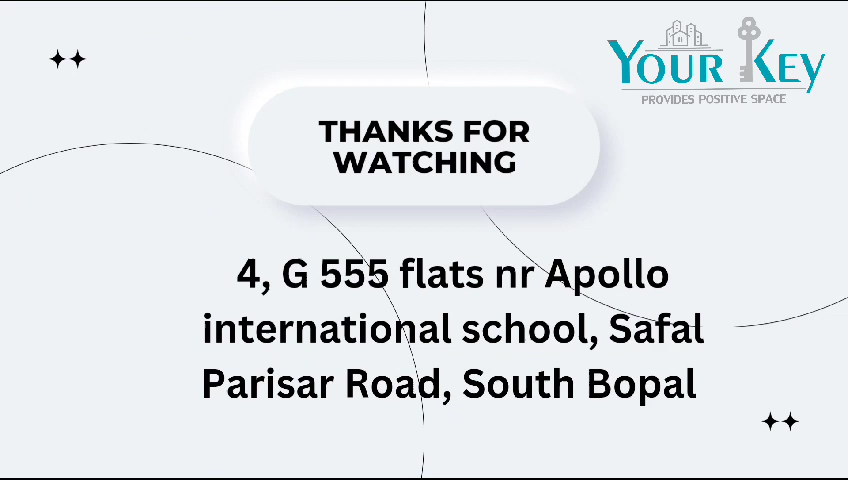 YOUR KEY
PROVIDES POSITIVE SPACE
THANKS FOR
WATCHING
4, G 555 flats nr Apollo
international school, Safal
Parisar Road, South Bopal